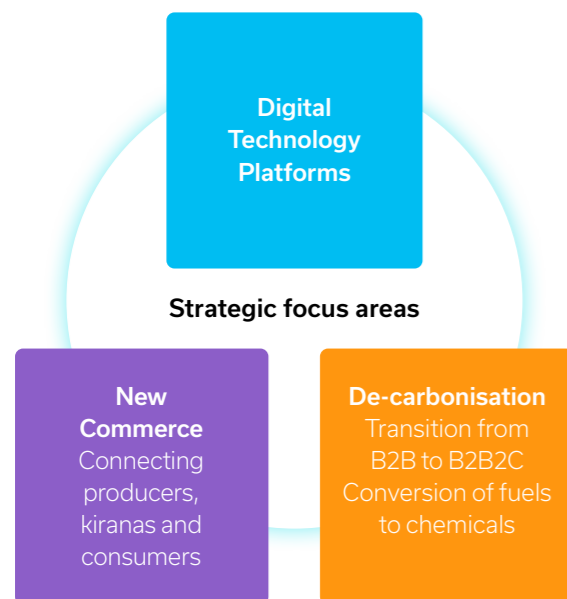 Digital
Technology
Platforms
Strategic focus areas
New
Commerce
Connecting
producers,
kiranas and
consumers
De-carbonisation
Transition from
B2B to B2B2C
Conversion of fuels
to chemicals